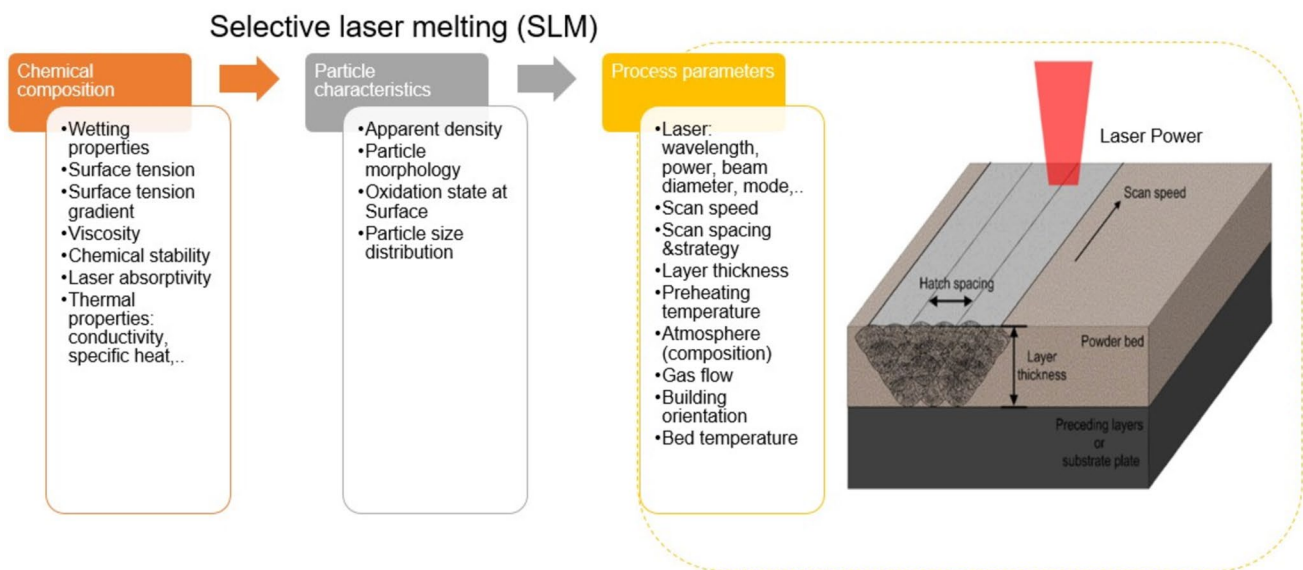 Selective laser melting (SLM)
Chemical
composition
•Wetting
properties
•Surface tension
•Surface tension
gradient
•Viscosity
•Chemical stability
•Laser absorptivity
•Thermal
properties:
conductivity,
specific heat,..
Particle
characteristics
•Apparent density
•Particle
morphology
•Oxidation state at
Surface
•Particle size
distribution
Process parameters
•Laser:
wavelength,
power, beam
diameter, mode,..
•Scan speed
•Scan spacing
&strategy
•Layer thickness
•Preheating
temperature
•Atmosphere
(composition)
•Gas flow
•Building
orientation
•Bed temperature
Laser Power
Scan speed
Hatch spacing
Powder bed
Layer
thickness
Preceding layers
or
substrate plate